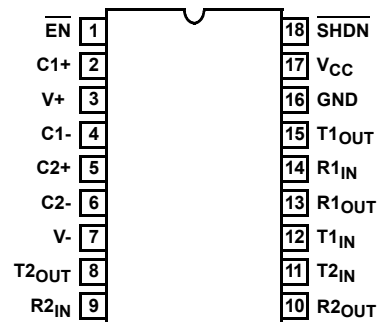 EN 1 18 SHDN
C1+ 2 17 VCC
V+ 3 16 GND
C1- 4 15 T1OUT
C2+ 5 14 R1IN
C2- 6 13 R1OUT
V- 7 12 T1IN
T2OUT 8 11 T2IN
R2IN 9 10 R2OUT